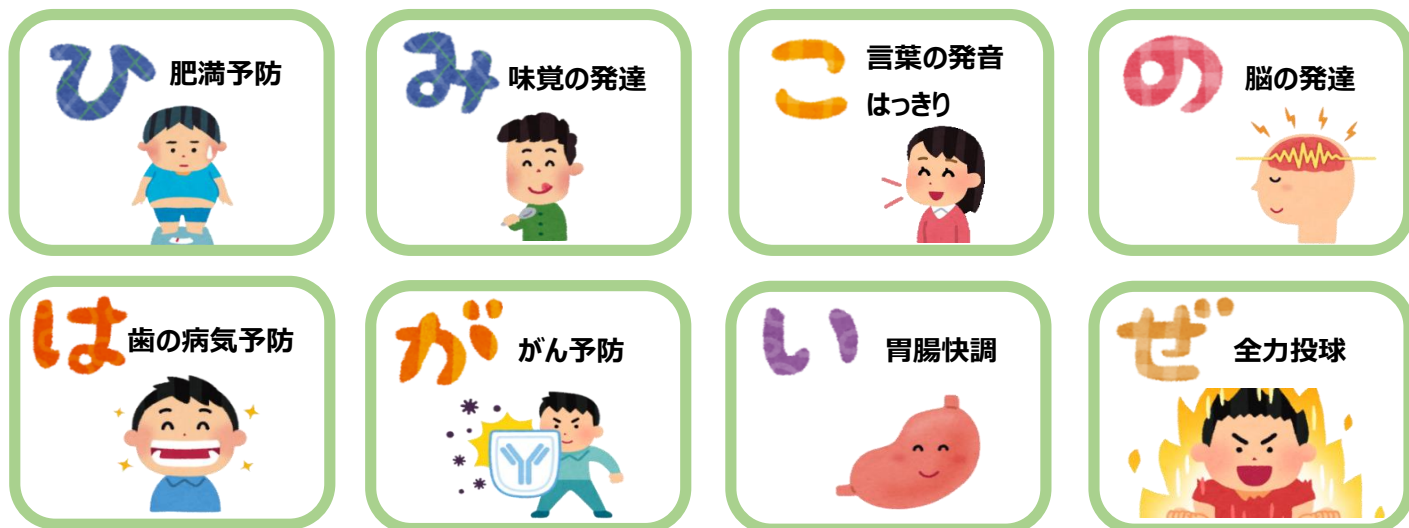 ひ 肥満予防
み 味覚の発達
こ 言葉の発音
はっきり
の 脳の発達
は 歯の病気予防
が がん予防
い 胃腸快調
ぜ 全力投球